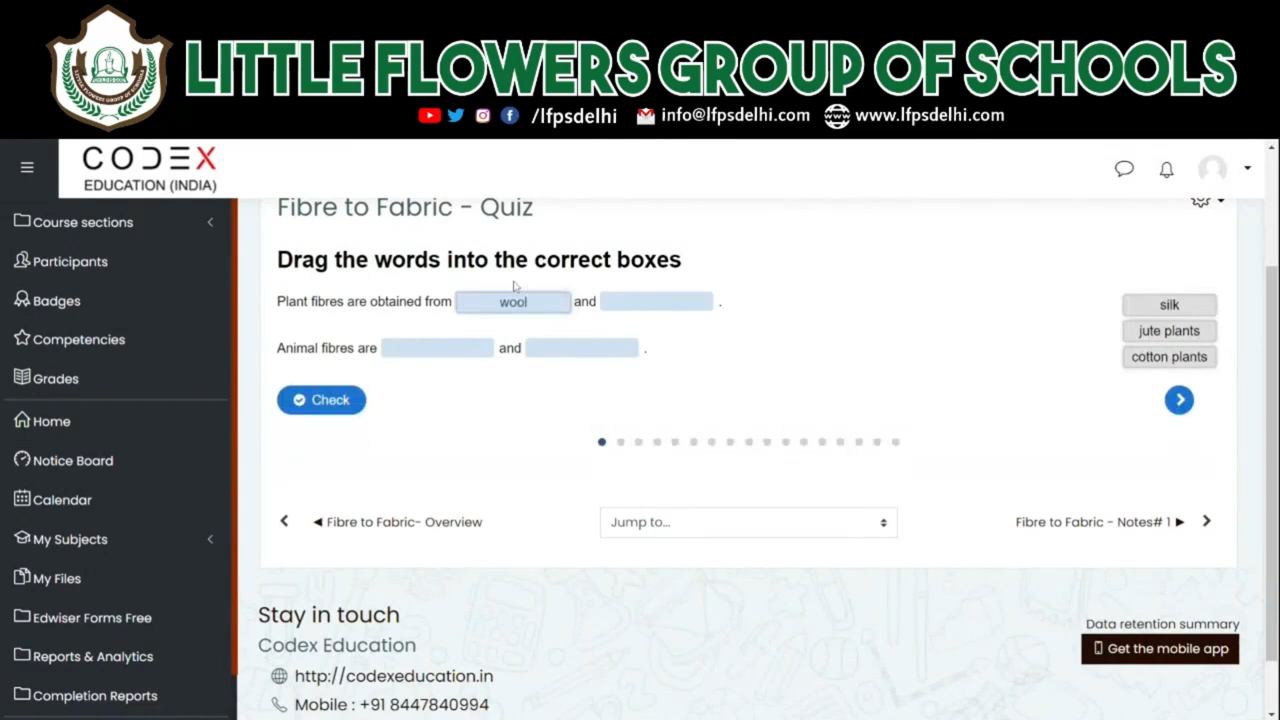 LITTLE FLOWERS GROUP OF SCHOOLS
/lfpsdelhi info@lfpsdelhi.com www.lfpsdelhi.com
CODEX
EDUCATION (INDIA)
Course sections
Participants
Badges
Competencies
Grades
Home
Notice Board
Calendar
My Subjects
My Files
Edwiser Forms Free
Reports & Analytics
Completion Reports
Fibre to Fabric - Quiz
Drag the words into the correct boxes
Plant fibres are obtained from wool and .
Animal fibres are and .
silk
jute plants
cotton plants
Check
◄ Fibre to Fabric- Overview
Jump to...
Fibre to Fabric - Notes# 1 ►
Stay in touch
Codex Education
http://codexeducation.in
Mobile : +91 8447840994
Data retention summary
Get the mobile app